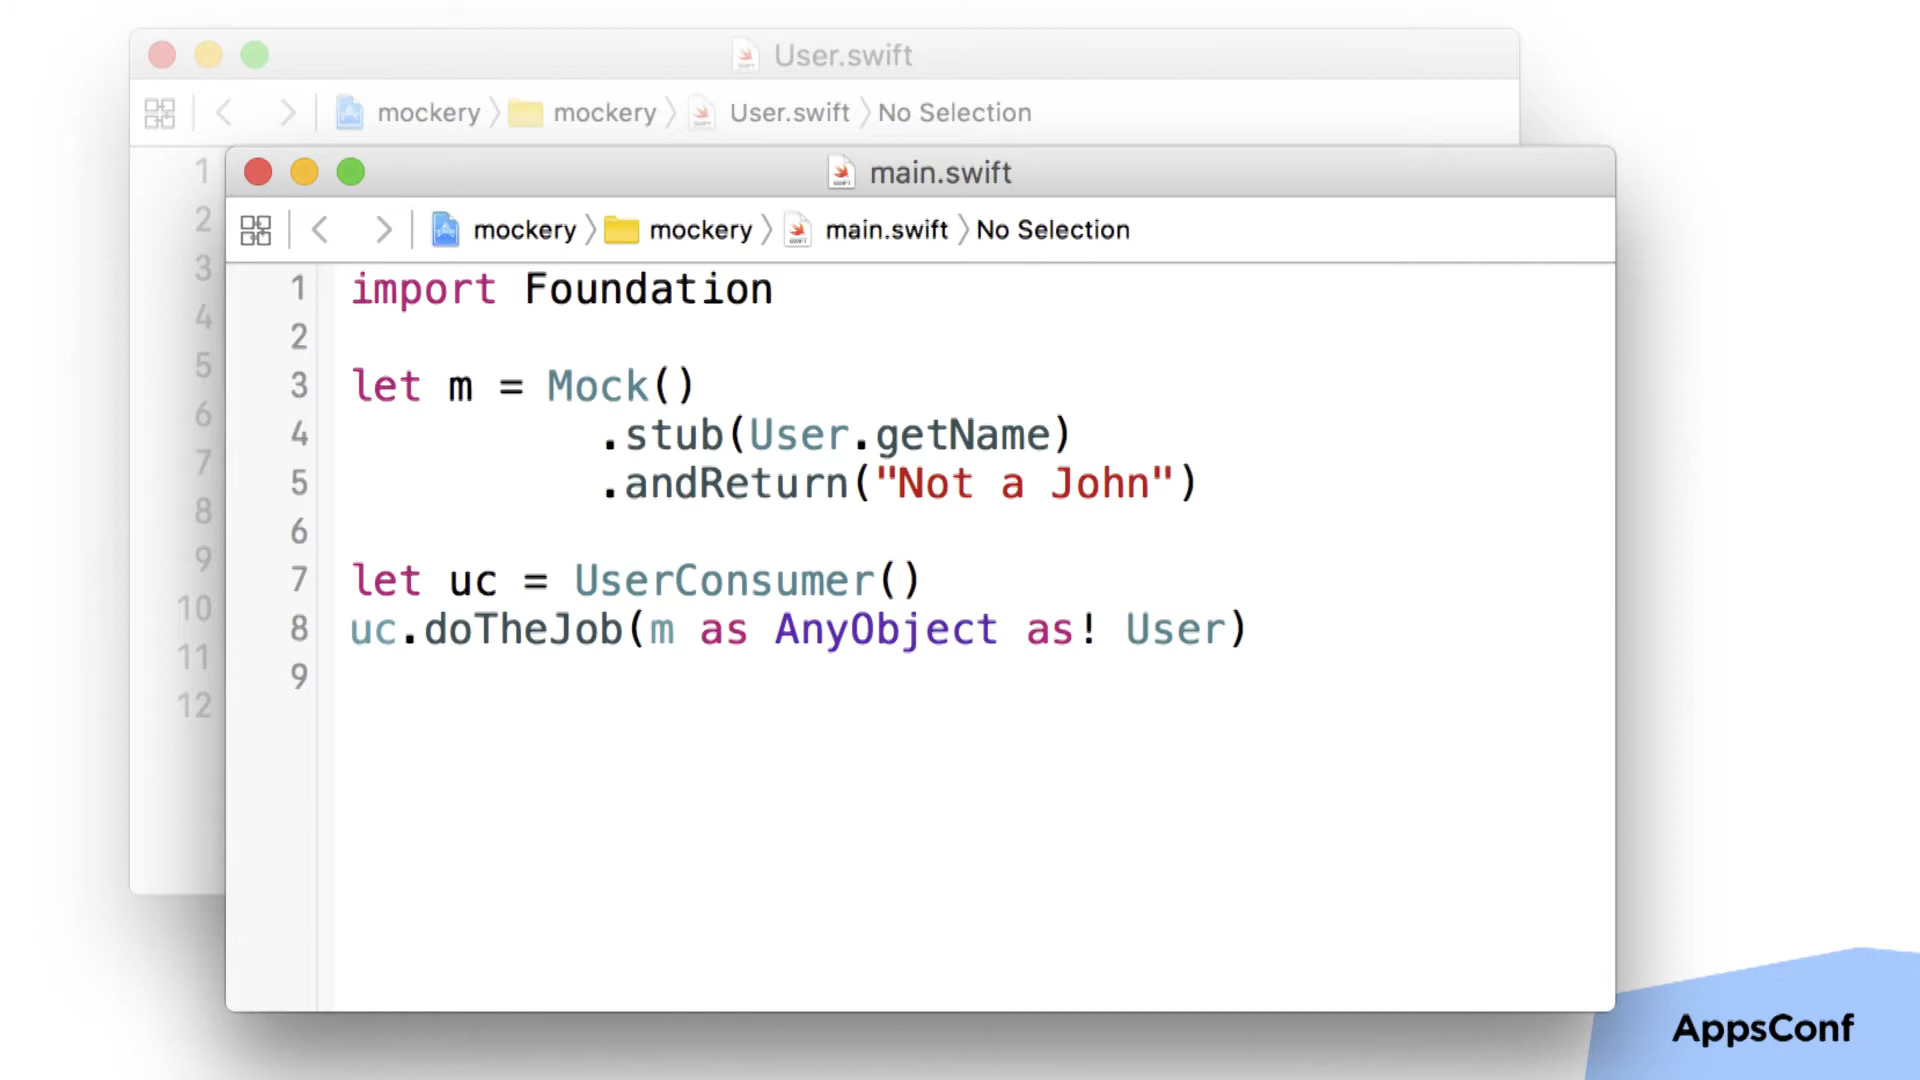 User.swift
mockery mockery User.swift No Selection
1
2
3
4
5
6
7
8
9
10
11
12
main.swift
mockery mockery main.swift No Selection
1 import Foundation
2
3 let m = Mock()
4 .stub(User.getName)
5 .andReturn("Not a John")
6
7 let uc = UserConsumer()
8 uc.doTheJob(m as AnyObject as! User)
9
AppsConf